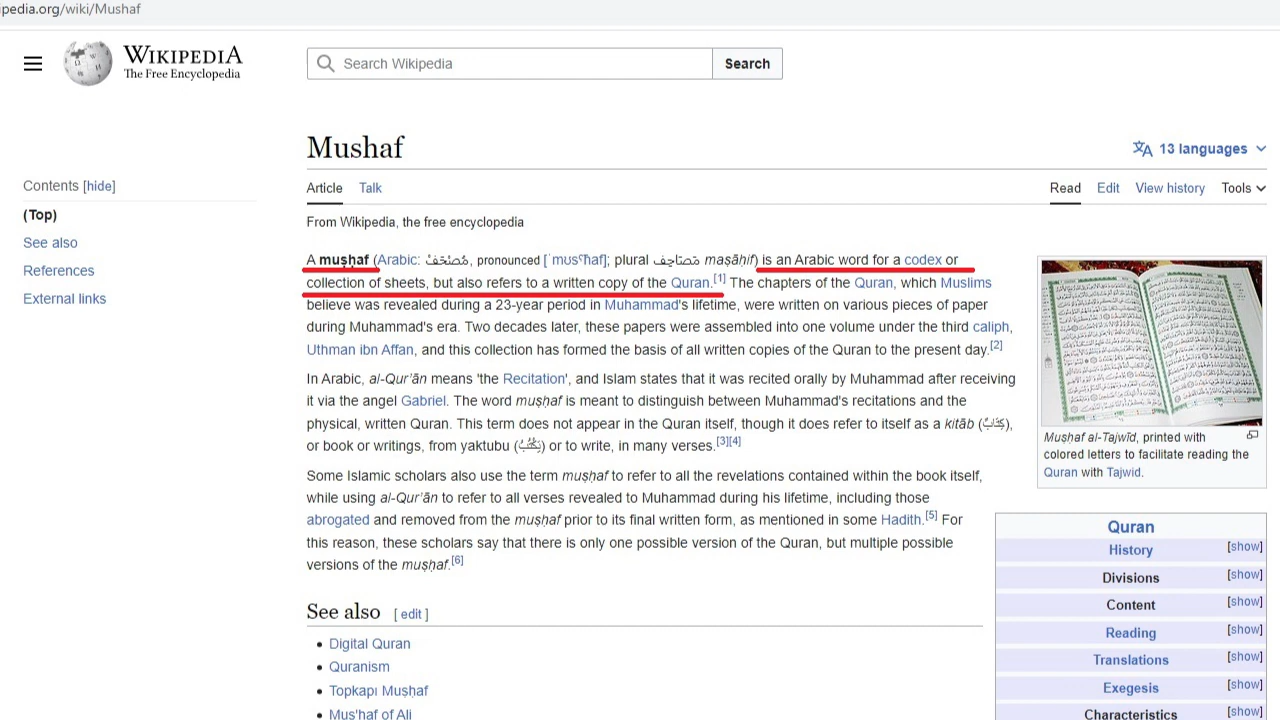 ipedia.org/wiki/Mushaf
WIKIPEDIA
The Free Encyclopedia
Search Wikipedia
Search
Mushaf
13 languages
Contents [hide]
(Top)
See also
References
External links
Article Talk
Read Edit View history Tools
From Wikipedia, the free encyclopedia
A muṣḥaf (Arabic: مُصْحَفْ, pronounced [ˈmusˤħaf]; plural مَصَاحِف maṣāḥif) is an Arabic word for a codex or
collection of sheets, but also refers to a written copy of the Quran.[1] The chapters of the Quran, which Muslims
believe was revealed during a 23-year period in Muhammad's lifetime, were written on various pieces of paper
during Muhammad's era. Two decades later, these papers were assembled into one volume under the third caliph,
Uthman ibn Affan, and this collection has formed the basis of all written copies of the Quran to the present day.[2]
In Arabic, al-Qur'ān means 'the Recitation', and Islam states that it was recited orally by Muhammad after receiving
it via the angel Gabriel. The word muṣḥaf is meant to distinguish between Muhammad's recitations and the
physical, written Quran. This term does not appear in the Quran itself, though it does refer to itself as a kitāb (كِتَابٌ),
or book or writings, from yaktubu (يَكْتُبُ) or to write, in many verses.[3][4]
Some Islamic scholars also use the term muṣḥaf to refer to all the revelations contained within the book itself,
while using al-Qur'ān to refer to all verses revealed to Muhammad during his lifetime, including those
abrogated and removed from the muṣḥaf prior to its final written form, as mentioned in some Hadith.[5] For
this reason, these scholars say that there is only one possible version of the Quran, but multiple possible
versions of the muṣḥaf.[6]
See also [ edit ]
Digital Quran
Quranism
Topkapı Muṣḥaf
Mus'haf of Ali
Muṣḥaf al-Tajwīd, printed with
colored letters to facilitate reading the
Quran with Tajwid.
Quran
History [show]
Divisions [show]
Content [show]
Reading [show]
Translations [show]
Exegesis [show]
Characteristics [show]